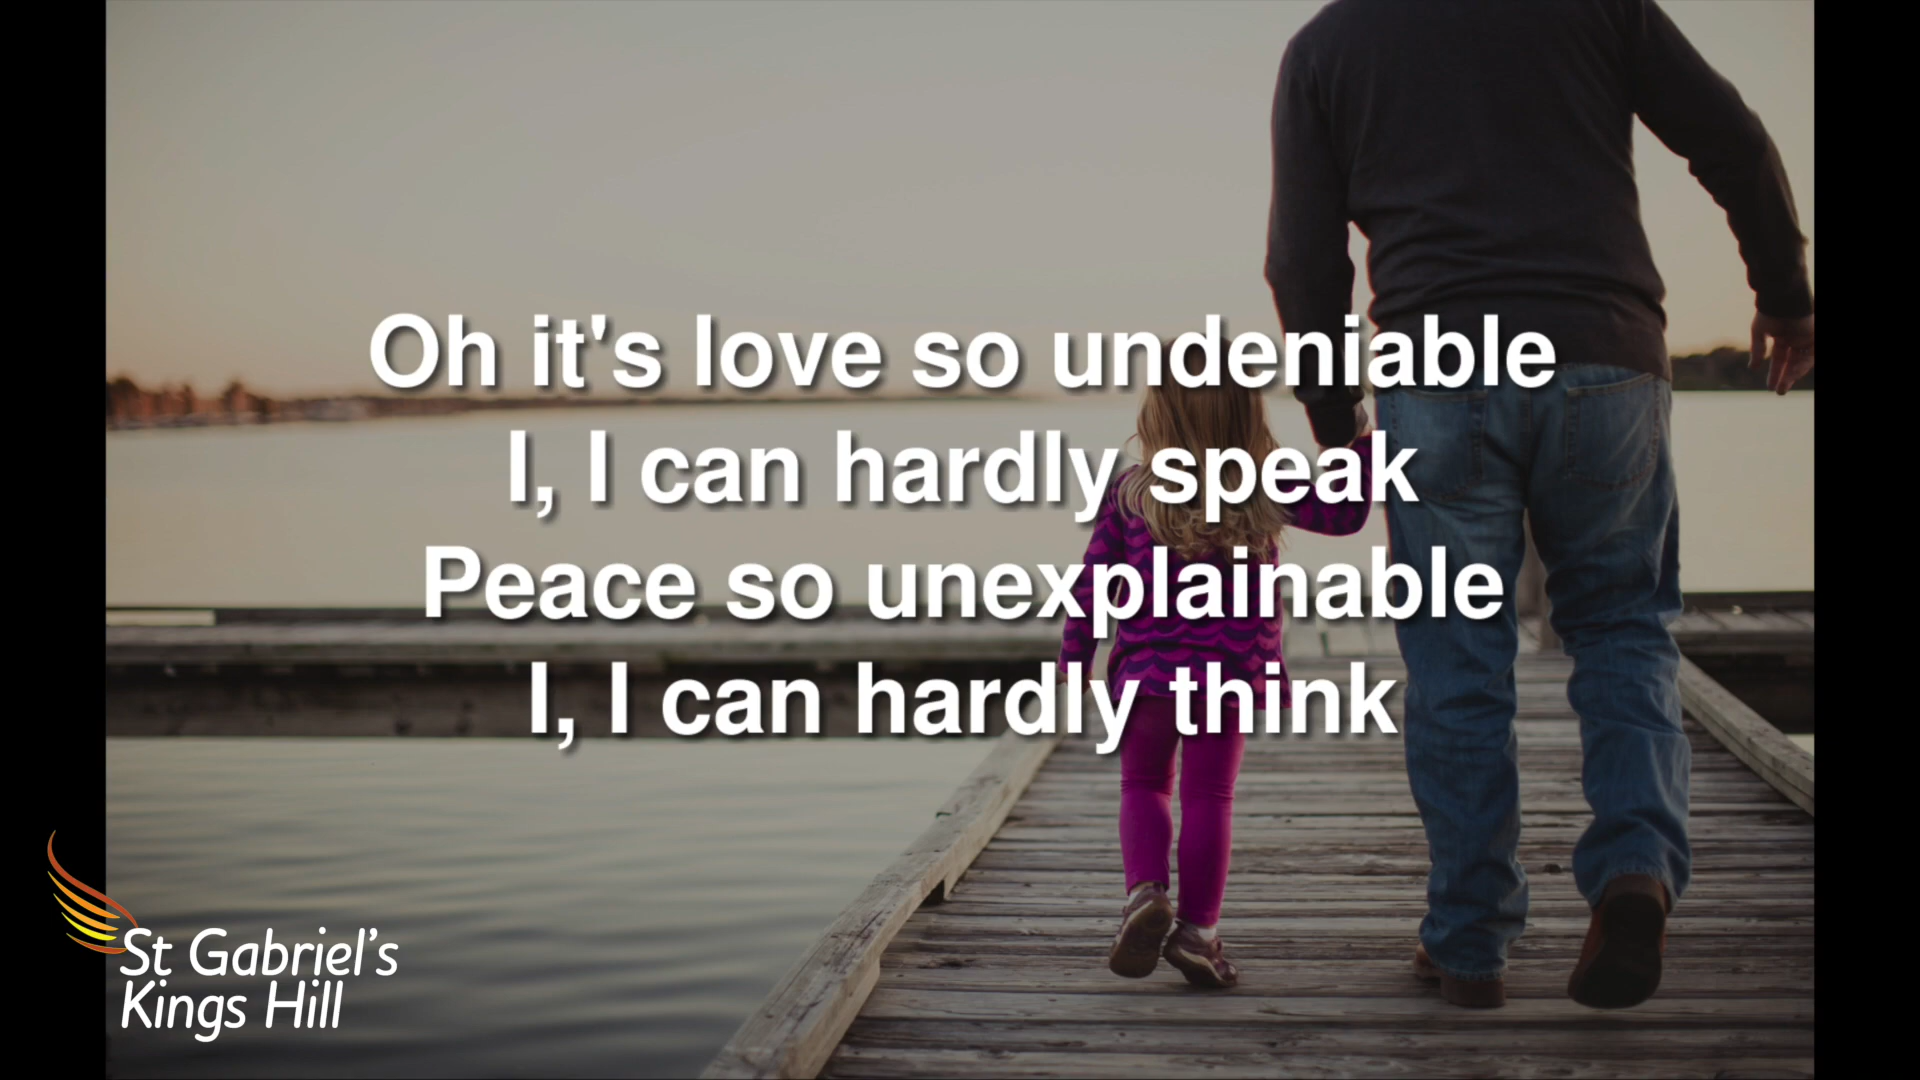 Oh it's love so undeniable
I, I can hardly speak
Peace so unexplainable
I, I can hardly think
St Gabriel's
Kings Hill